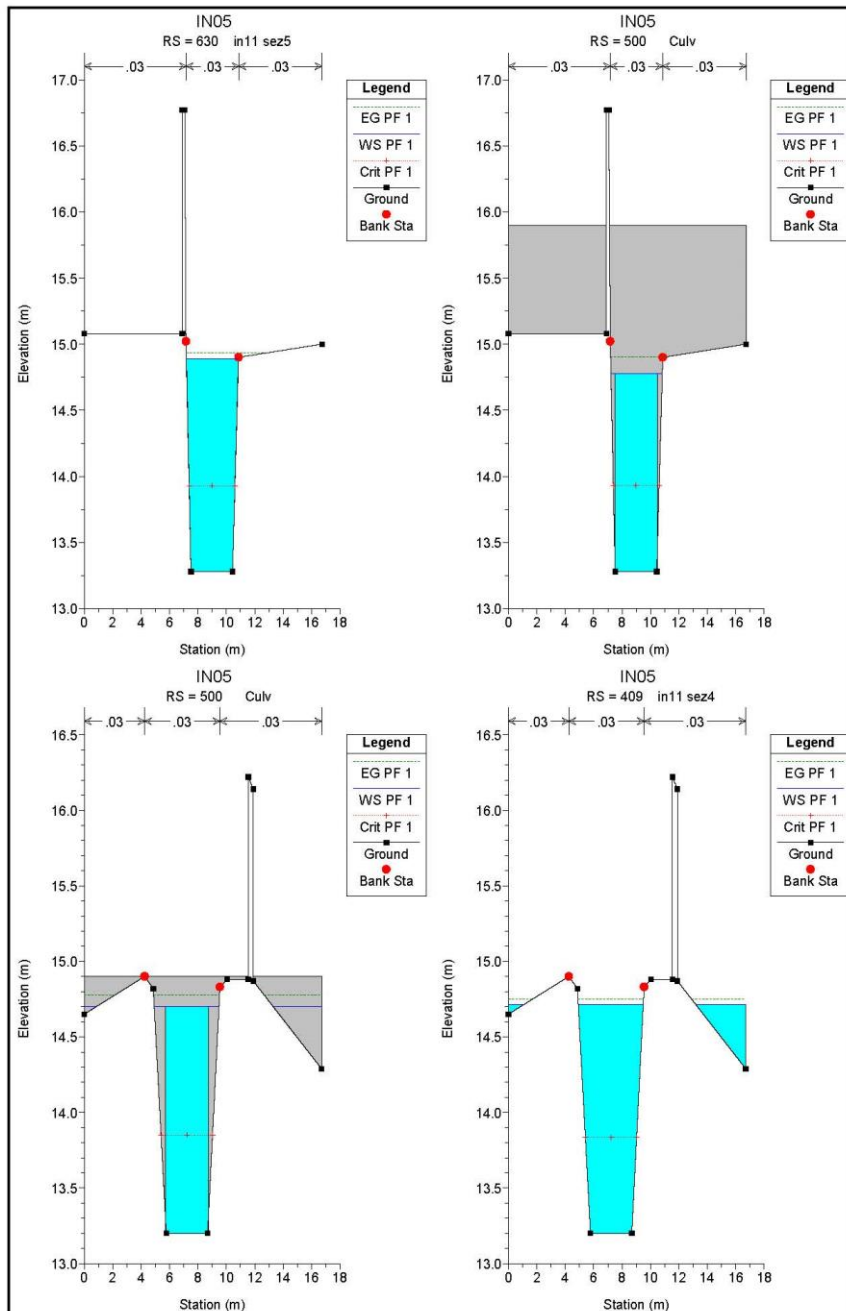 IN05
RS = 630 in11 sez5
.03 .03 .03
Legend
EG PF 1
WS PF 1
Crit PF 1
Ground
Bank Sta
17.0
16.5
16.0
15.5
15.0
14.5
14.0
13.5
13.0
Elevation (m)
0 2 4 6 8 10 12 14 16 18
Station (m)
IN05
RS = 500 Culv
.03 .03 .03
Legend
EG PF 1
WS PF 1
Crit PF 1
Ground
Bank Sta
17.0
16.5
16.0
15.5
15.0
14.5
14.0
13.5
13.0
Elevation (m)
0 2 4 6 8 10 12 14 16 18
Station (m)
IN05
RS = 500 Culv
.03 .03 .03
Legend
EG PF 1
WS PF 1
Crit PF 1
Ground
Bank Sta
16.5
16.0
15.5
15.0
14.5
14.0
13.5
13.0
Elevation (m)
0 2 4 6 8 10 12 14 16 18
Station (m)
IN05
RS = 409 in11 sez4
.03 .03 .03
Legend
EG PF 1
WS PF 1
Crit PF 1
Ground
Bank Sta
16.5
16.0
15.5
15.0
14.5
14.0
13.5
13.0
Elevation (m)
0 2 4 6 8 10 12 14 16 18
Station (m)